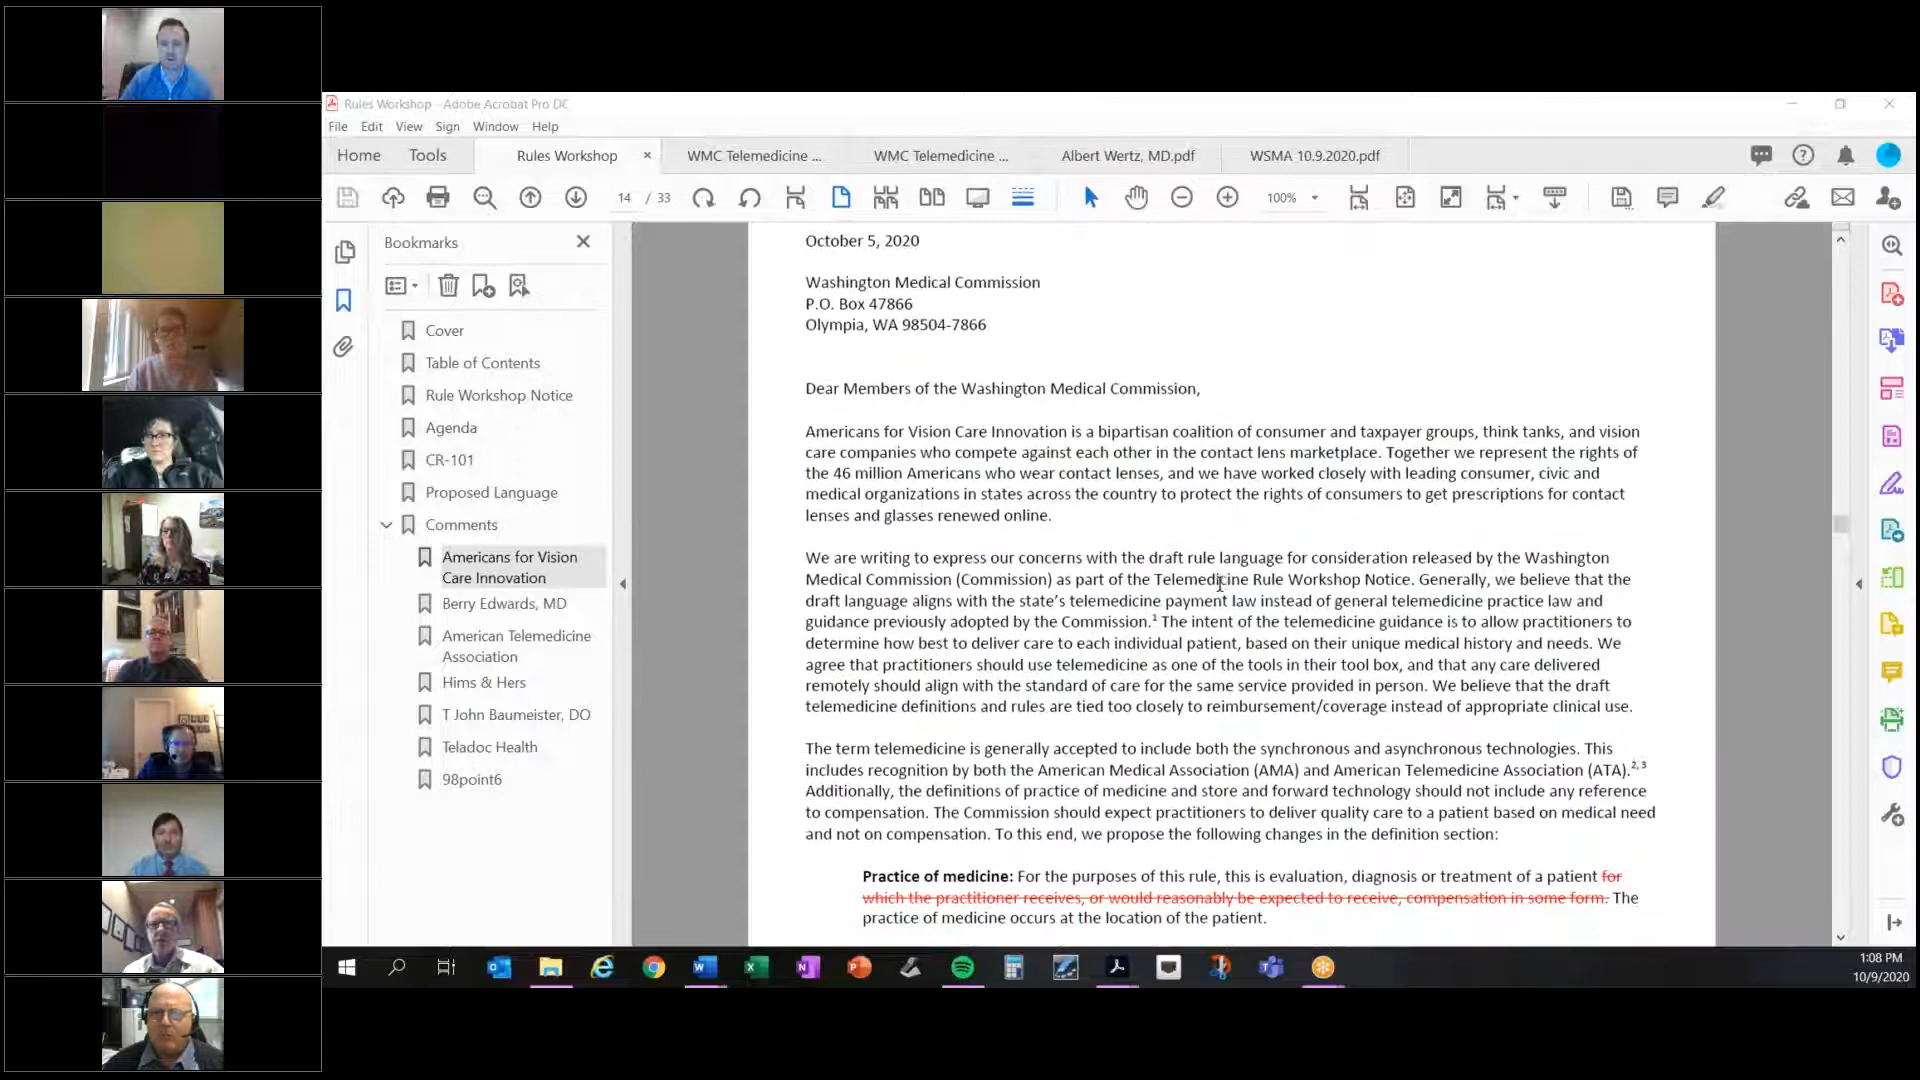 Rules Workshop - Adobe Acrobat Pro DC
File Edit View Sign Window Help
Home Tools Rules Workshop × WMC Telemedicine ... WMC Telemedicine ... Albert Wertz, MD.pdf WSMA 10.9.2020.pdf
14 / 33 100%
Bookmarks
Cover
Table of Contents
Rule Workshop Notice
Agenda
CR-101
Proposed Language
Comments
Americans for Vision
Care Innovation
Berry Edwards, MD
American Telemedicine
Association
Hims & Hers
T John Baumeister, DO
Teladoc Health
98point6
October 5, 2020
Washington Medical Commission
P.O. Box 47866
Olympia, WA 98504-7866
Dear Members of the Washington Medical Commission,
Americans for Vision Care Innovation is a bipartisan coalition of consumer and taxpayer groups, think tanks, and vision
care companies who compete against each other in the contact lens marketplace. Together we represent the rights of
the 46 million Americans who wear contact lenses, and we have worked closely with leading consumer, civic and
medical organizations in states across the country to protect the rights of consumers to get prescriptions for contact
lenses and glasses renewed online.
We are writing to express our concerns with the draft rule language for consideration released by the Washington
Medical Commission (Commission) as part of the Telemedicine Rule Workshop Notice. Generally, we believe that the
draft language aligns with the state's telemedicine payment law instead of general telemedicine practice law and
guidance previously adopted by the Commission.¹ The intent of the telemedicine guidance is to allow practitioners to
determine how best to deliver care to each individual patient, based on their unique medical history and needs. We
agree that practitioners should use telemedicine as one of the tools in their tool box, and that any care delivered
remotely should align with the standard of care for the same service provided in person. We believe that the draft
telemedicine definitions and rules are tied too closely to reimbursement/coverage instead of appropriate clinical use.
The term telemedicine is generally accepted to include both the synchronous and asynchronous technologies. This
includes recognition by both the American Medical Association (AMA) and American Telemedicine Association (ATA).²,³
Additionally, the definitions of practice of medicine and store and forward technology should not include any reference
to compensation. The Commission should expect practitioners to deliver quality care to a patient based on medical need
and not on compensation. To this end, we propose the following changes in the definition section:
Practice of medicine: For the purposes of this rule, this is evaluation, diagnosis or treatment of a patient for
which the practitioner receives, or would reasonably be expected to receive, compensation in some form. The
practice of medicine occurs at the location of the patient.
1:08 PM
10/9/2020